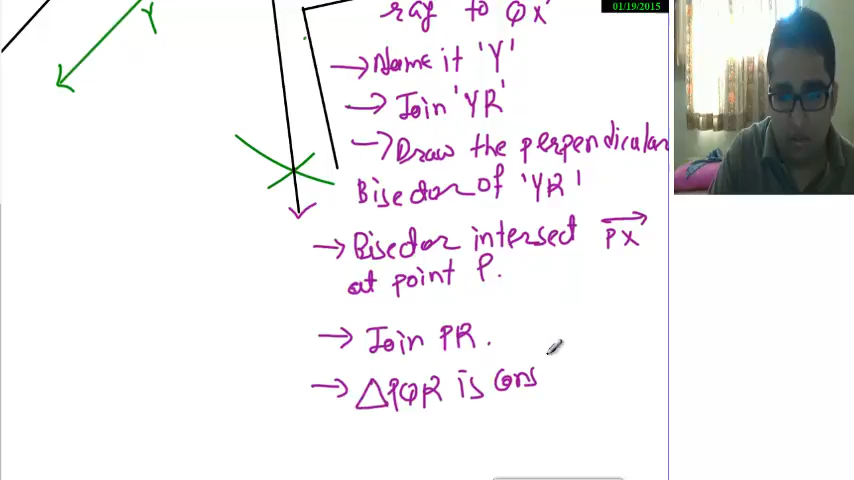 01/19/2015
ray to QX
Y
→ Name it 'Y'
→ Join 'YR'
→ Draw the perpendicular
Bisector of 'YR'
→ Bisector intersect PX
at point P.
→ Join PR.
→ △PQR is cons